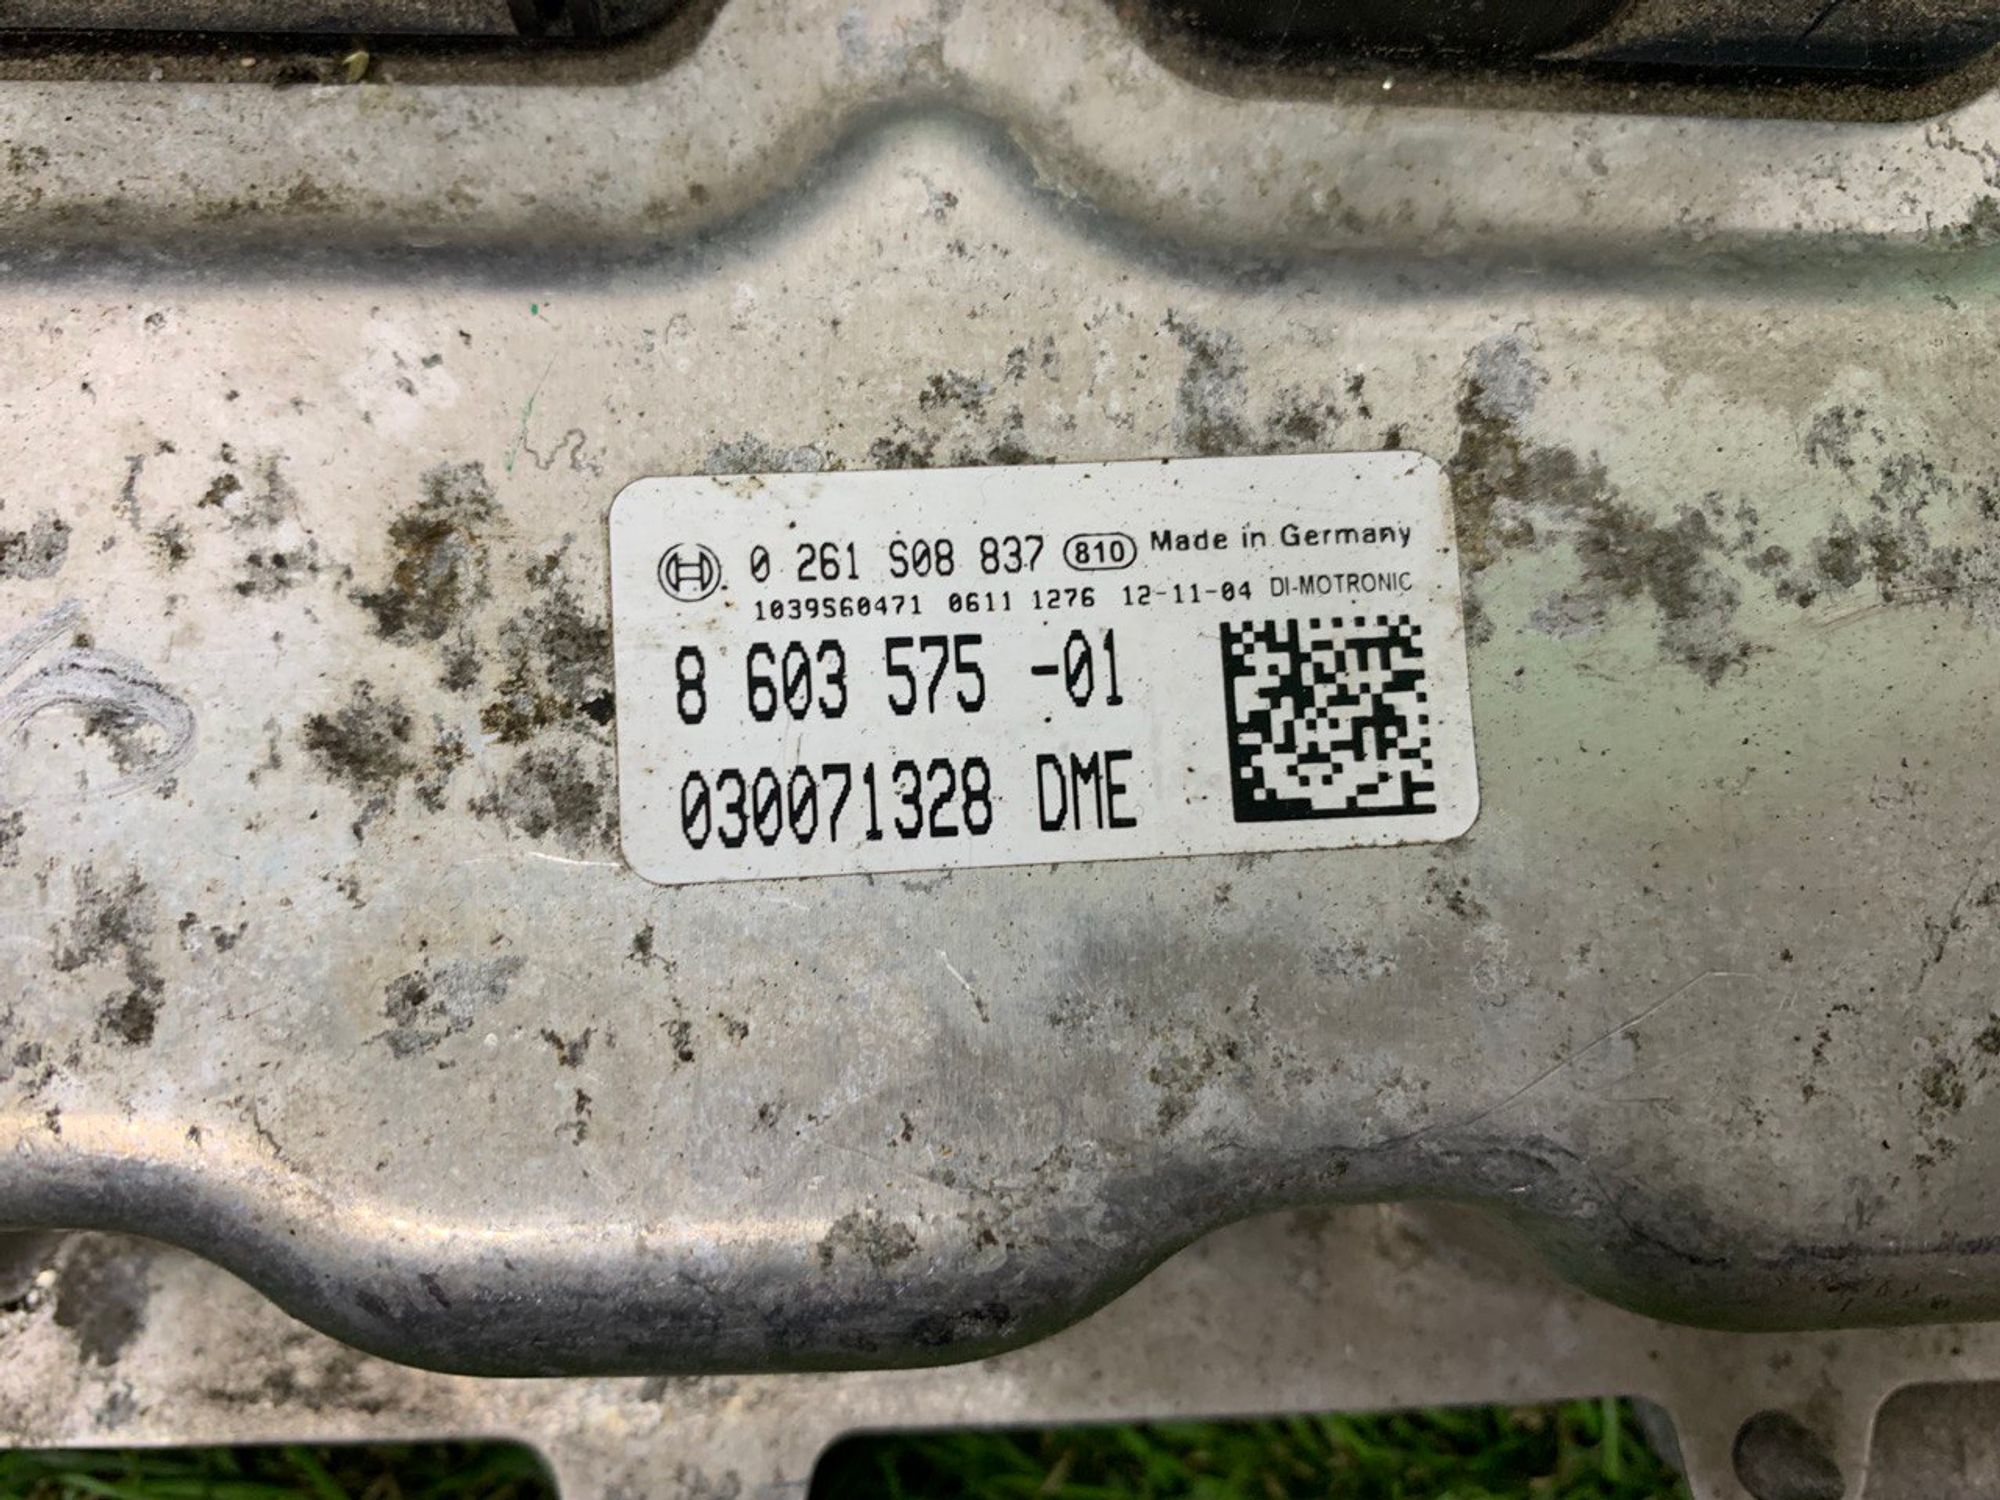 0 261 S08 837 810 Made in Germany
1039S60471 0611 1276 12-11-04 DI-MOTRONIC
8 603 575 -01
030071328 DME